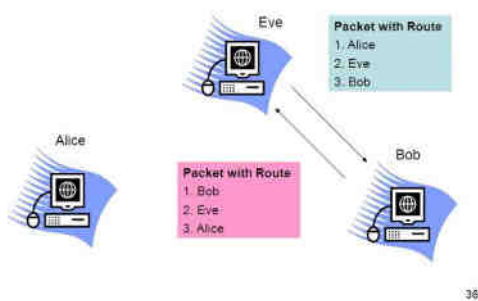 Eve
Packet with Route
1. Alice
2. Eve
3. Bob
Alice
Bob
Packet with Route
1. Bob
2. Eve
3. Alice
36